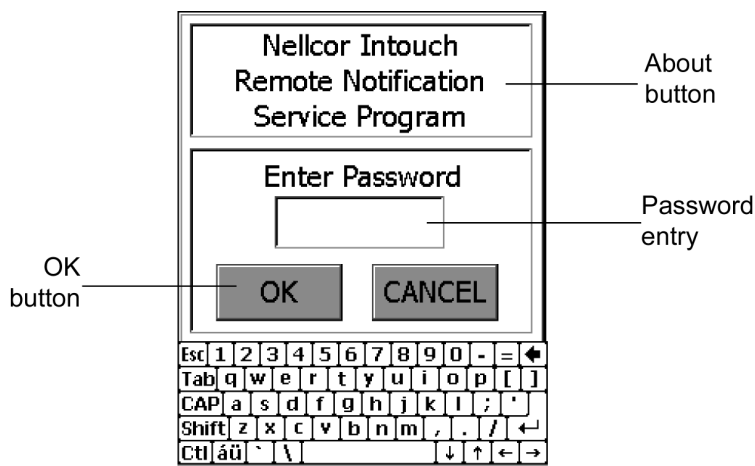 Nellcor Intouch
Remote Notification
Service Program
About
button
Enter Password
Password
entry
OK
button
OK CANCEL
Esc 1 2 3 4 5 6 7 8 9 0 - = 🡄
Tab q w e r t y u i o p [ ]
CAP a s d f g h j k l ; '
Shift z x c v b n m , . / ↵
Ctl áü ` \ ↓ ↑ ← →